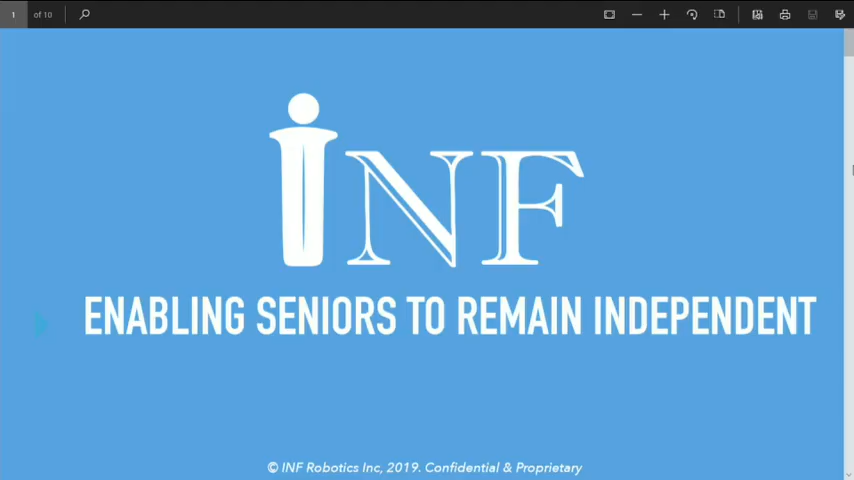 1 of 10
iNF
ENABLING SENIORS TO REMAIN INDEPENDENT
© INF Robotics Inc, 2019. Confidential & Proprietary